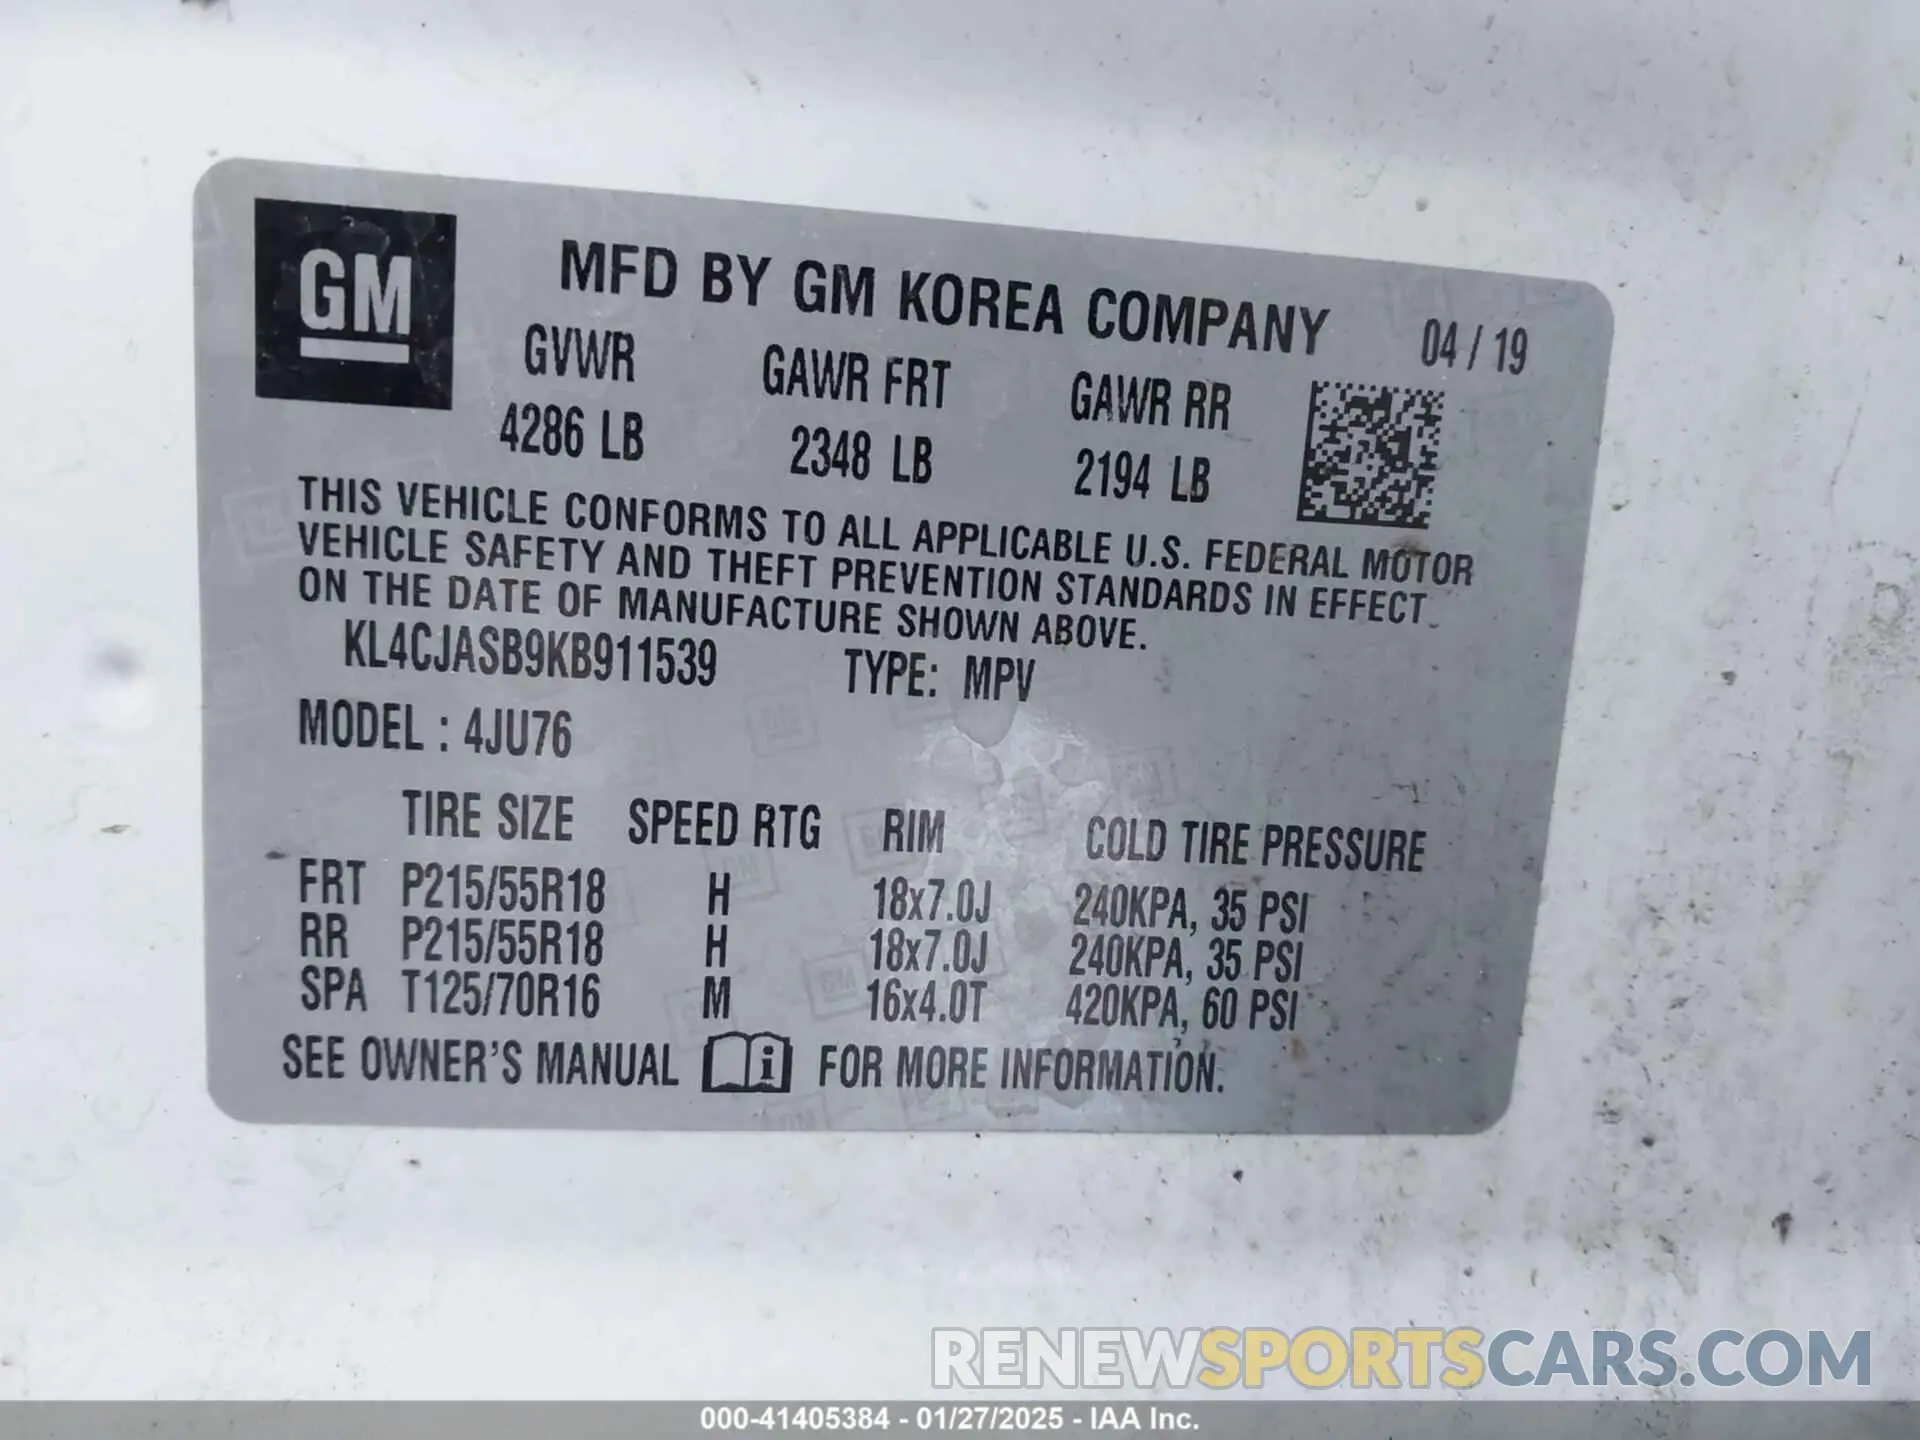 GM
MFD BY GM KOREA COMPANY 04 / 19
GVWR GAWR FRT GAWR RR
4286 LB 2348 LB 2194 LB
THIS VEHICLE CONFORMS TO ALL APPLICABLE U.S. FEDERAL MOTOR
VEHICLE SAFETY AND THEFT PREVENTION STANDARDS IN EFFECT
ON THE DATE OF MANUFACTURE SHOWN ABOVE.
KL4CJASB9KB911539 TYPE: MPV
MODEL : 4JU76
TIRE SIZE SPEED RTG RIM COLD TIRE PRESSURE
FRT P215/55R18 H 18x7.0J 240KPA, 35 PSI
RR P215/55R18 H 18x7.0J 240KPA, 35 PSI
SPA T125/70R16 M 16x4.0T 420KPA, 60 PSI
SEE OWNER'S MANUAL i FOR MORE INFORMATION.
RENEWSPORTSCARS.COM
000-41405384 - 01/27/2025 - IAA Inc.